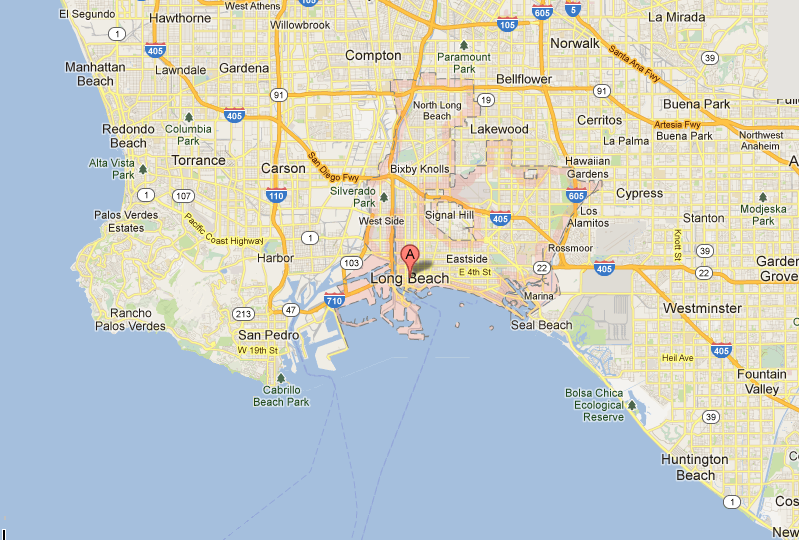 El Segundo
Hawthorne
West Athens
Willowbrook
105
105
605
5
La Mirada
1
405
Compton
Paramount
Park
Norwalk
Santa Ana Fwy
39
Manhattan
Beach
Lawndale
Gardena
91
Bellflower
91
Buena Park
405
North Long
Beach
19
Artesia Fwy
Redondo
Beach
Columbia
Park
Lakewood
Cerritos
La Palma
Buena Park
Northwest
Anaheim
Alta Vista
Park
Torrance
Carson
San Diego Fwy
Bixby Knolls
Hawaiian
Gardens
A
1
107
110
Silverado
Park
605
Cypress
Modjeska
Park
Palos Verdes
Estates
Pacific Coast Highway
West Side
Signal Hill
405
Los
Alamitos
Stanton
1
Knott St
Rossmoor
Harbor
103
A
Eastside
E 4th St
22
405
22
Garden
Grove
Long Beach
710
Marina
Rancho
Palos Verdes
213
47
Seal Beach
Westminster
San Pedro
W 19th St
405
Heil Ave
Cabrillo
Beach Park
Bolsa Chica
Ecological
Reserve
Fountain
Valley
39
Huntington
Beach
1
Cos
Newp